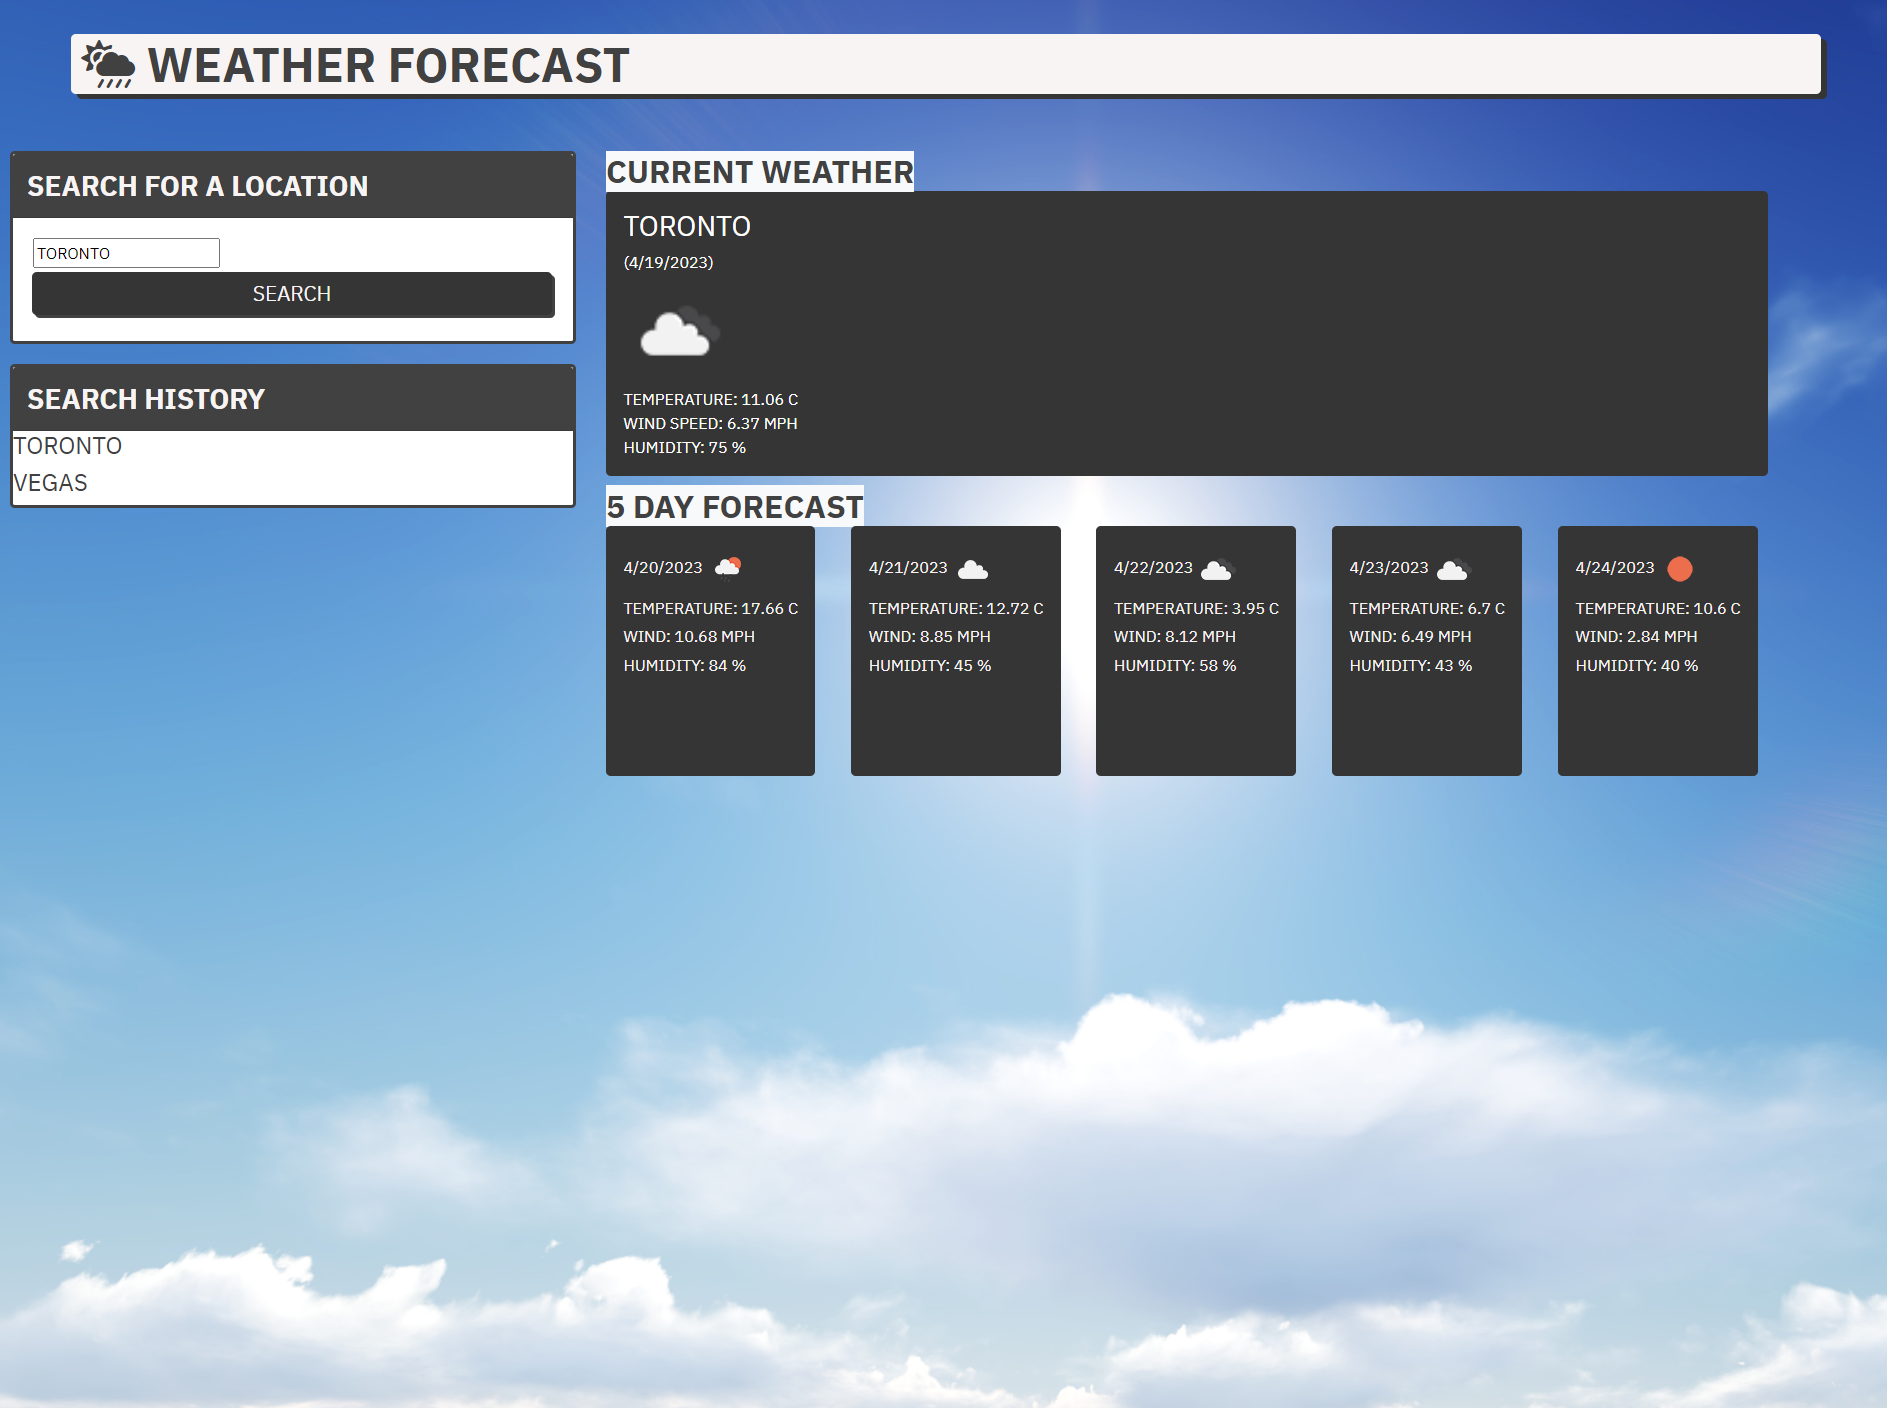 WEATHER FORECAST
SEARCH FOR A LOCATION
TORONTO
SEARCH
SEARCH HISTORY
TORONTO
VEGAS
CURRENT WEATHER
TORONTO
(4/19/2023)
TEMPERATURE: 11.06 C
WIND SPEED: 6.37 MPH
HUMIDITY: 75 %
5 DAY FORECAST
4/20/2023
TEMPERATURE: 17.66 C
WIND: 10.68 MPH
HUMIDITY: 84 %
4/21/2023
TEMPERATURE: 12.72 C
WIND: 8.85 MPH
HUMIDITY: 45 %
4/22/2023
TEMPERATURE: 3.95 C
WIND: 8.12 MPH
HUMIDITY: 58 %
4/23/2023
TEMPERATURE: 6.7 C
WIND: 6.49 MPH
HUMIDITY: 43 %
4/24/2023
TEMPERATURE: 10.6 C
WIND: 2.84 MPH
HUMIDITY: 40 %